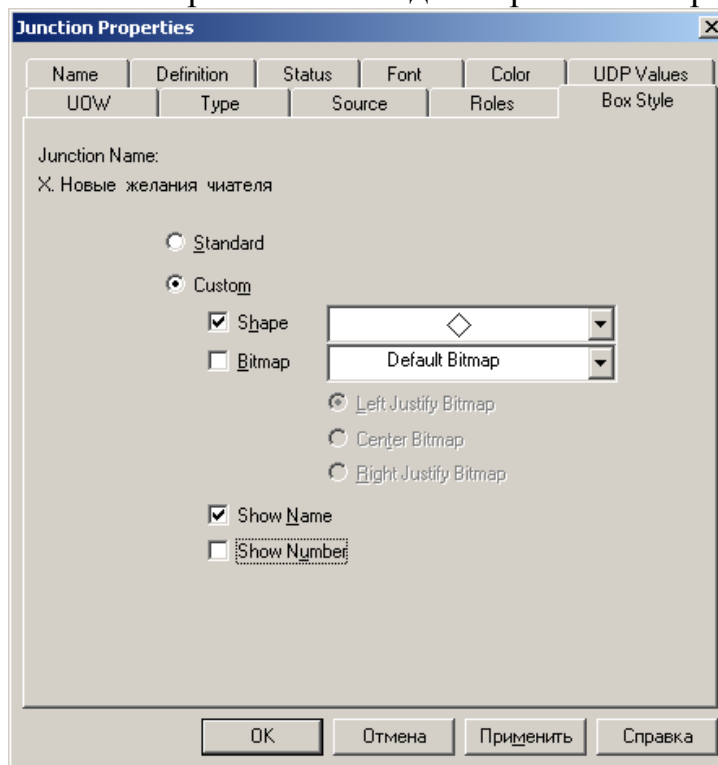 Junction Properties
Name Definition Status Font Color UDP Values
UOW Type Source Roles Box Style
Junction Name:
X. Новые желания чиателя
Standard
Custom
Shape
Bitmap Default Bitmap
Left Justify Bitmap
Center Bitmap
Right Justify Bitmap
Show Name
Show Number
OK Отмена Применить Справка